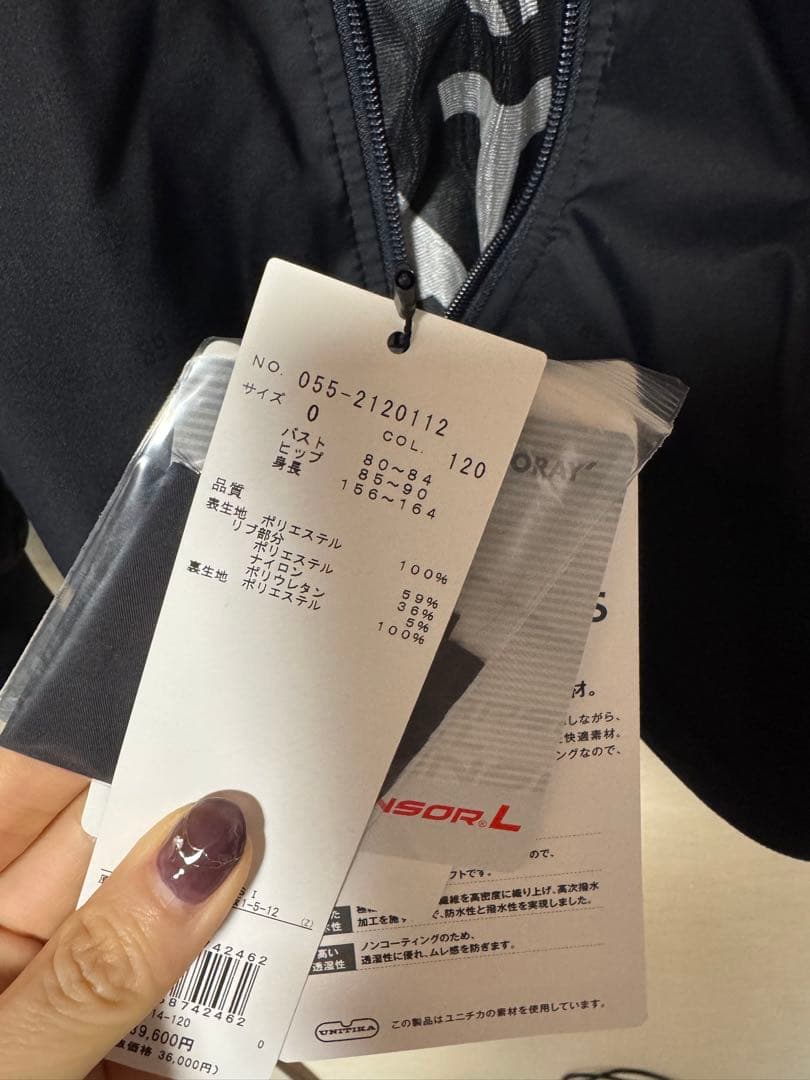 NO. 055-2120112
サイズ 0 COL. 120
バスト 80～84
ヒップ 85～90
身長 156～164
品質
表生地 ポリエステル 100%
リブ部分
ポリエステル 59%
ナイロン 36%
ポリウレタン 5%
裏生地 ポリエステル 100%
1-5-12 (Z)
742462
8742462
14-120
39,600円 0
価格 36,000円)
ORAY
S
材。
しながら、
快適素材。
ングなので、
NSOR®L
ので、
フトです。
繊維を高密度に織り上げ、高次撥水
加工を施す で、防水性と撥水性を実現しました。
水性
高い
透湿性
ノンコーティングのため、
透湿性に優れ、ムレ感を防ぎます。
UNITIKA この製品はユニチカの素材を使用しています。